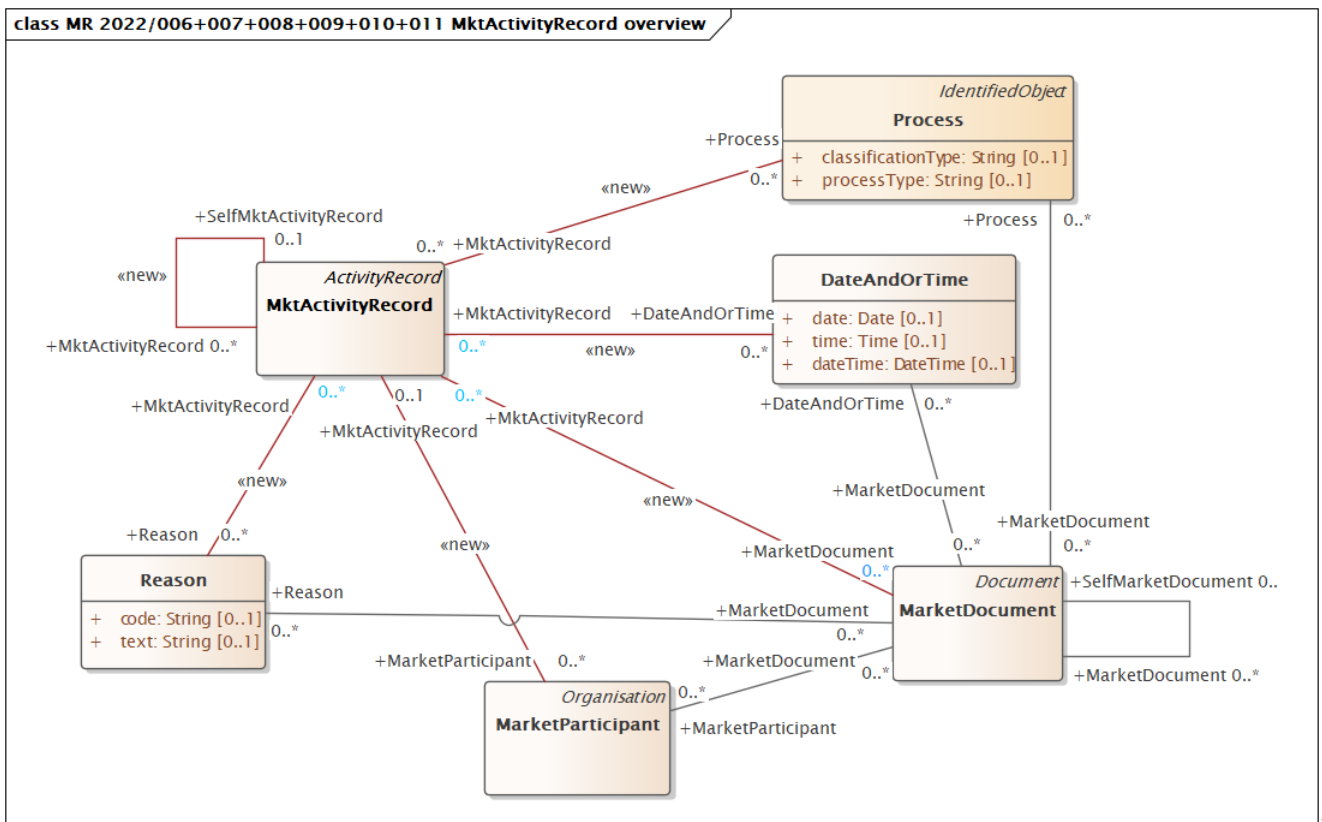 class MR 2022/006+007+008+009+010+011 MktActivityRecord overview
IdentifiedObject
Process
+ classificationType: String [0..1]
+ processType: String [0..1]
+Process
0..*
«new»
+Process 0..*
+SelfMktActivityRecord
0..1
0..* +MktActivityRecord
«new»
ActivityRecord
MktActivityRecord
+MktActivityRecord 0..*
+MktActivityRecord +DateAndOrTime
0..* «new» 0..*
DateAndOrTime
+ date: Date [0..1]
+ time: Time [0..1]
+ dateTime: DateTime [0..1]
+DateAndOrTime 0..*
0..* 0..1 0..*
+MktActivityRecord
+MktActivityRecord
+MktActivityRecord
«new»
«new»
«new»
+MarketDocument
0..*
+MarketDocument
0..*
+Reason 0..*
+MarketDocument
0..*
Reason
+ code: String [0..1]
+ text: String [0..1]
+Reason
0..*
+MarketDocument
0..*
Document
MarketDocument
+SelfMarketDocument 0..
+MarketDocument 0..*
+MarketParticipant 0..*
+MarketDocument
0..*
Organisation
MarketParticipant
0..*
+MarketParticipant